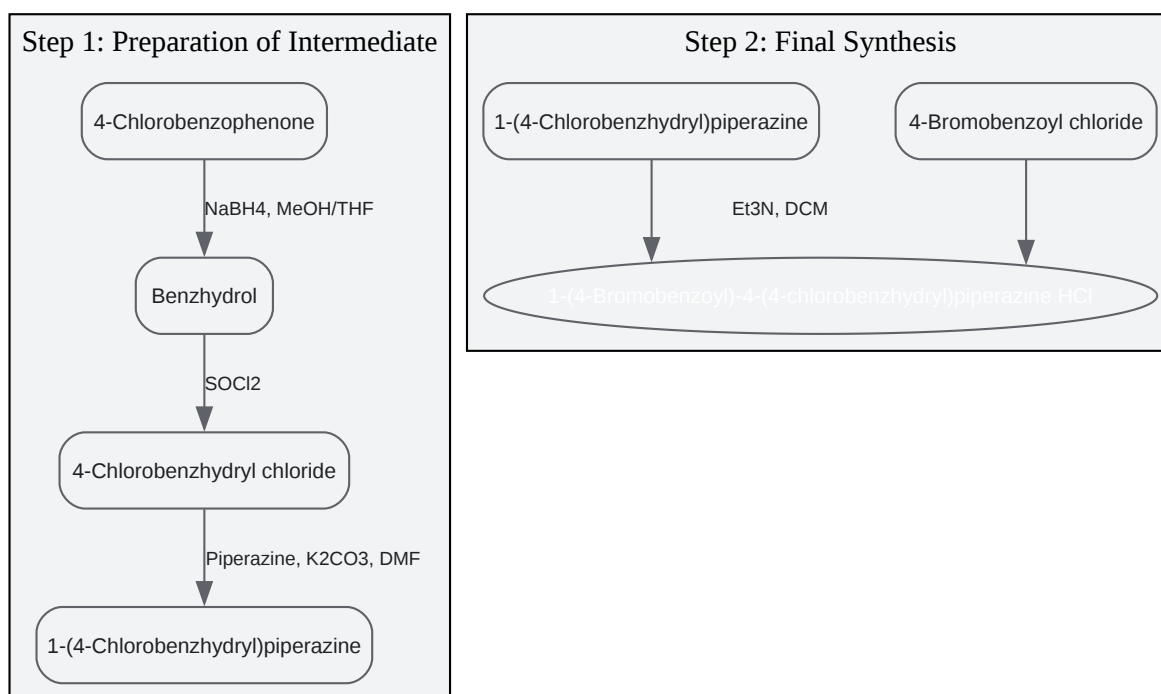 Step 1: Preparation of Intermediate
4-Chlorobenzophenone
NaBH4, MeOH/THF
Benzhydrol
SOCl2
4-Chlorobenzhydryl chloride
Piperazine, K2CO3, DMF
1-(4-Chlorobenzhydryl)piperazine
Step 2: Final Synthesis
1-(4-Chlorobenzhydryl)piperazine
4-Bromobenzoyl chloride
Et3N, DCM
1-(4-Bromobenzoyl)-4-(4-chlorobenzhydryl)piperazine HCl